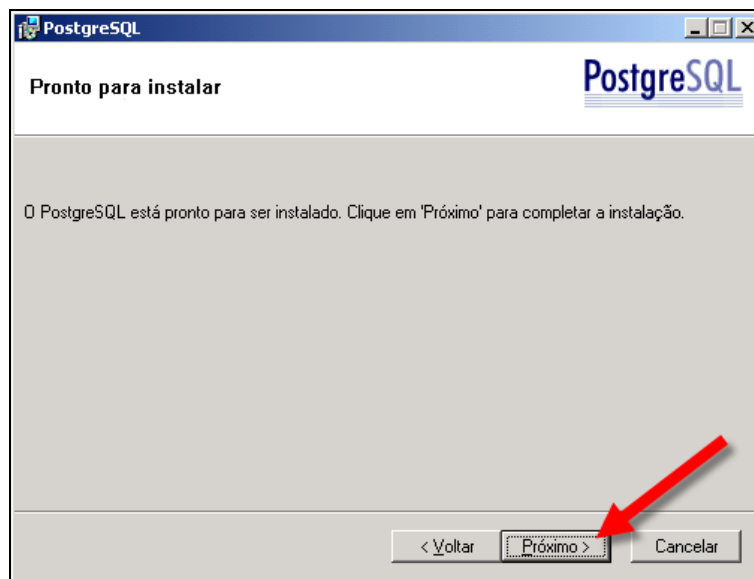 PostgreSQL
Pronto para instalar
PostgreSQL
O PostgreSQL está pronto para ser instalado. Clique em 'Próximo' para completar a instalação.
< Voltar
Próximo >
Cancelar